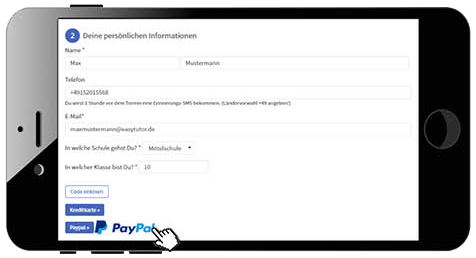 2 Deine persönlichen Informationen
Name *
Max Mustermann
Telefon
+49152015568
Du wirst 1 Stunde vor dem Termin eine Erinnerungs-SMS bekommen. (Ländervorwahl +49 angeben!)
E-Mail*
maxmustermann@easytutor.de
In welche Schule gehst Du? * Mittelschule
In welcher Klasse bist Du? * 10
Code einlösen
Kreditkarte »
Paypal » PayPal